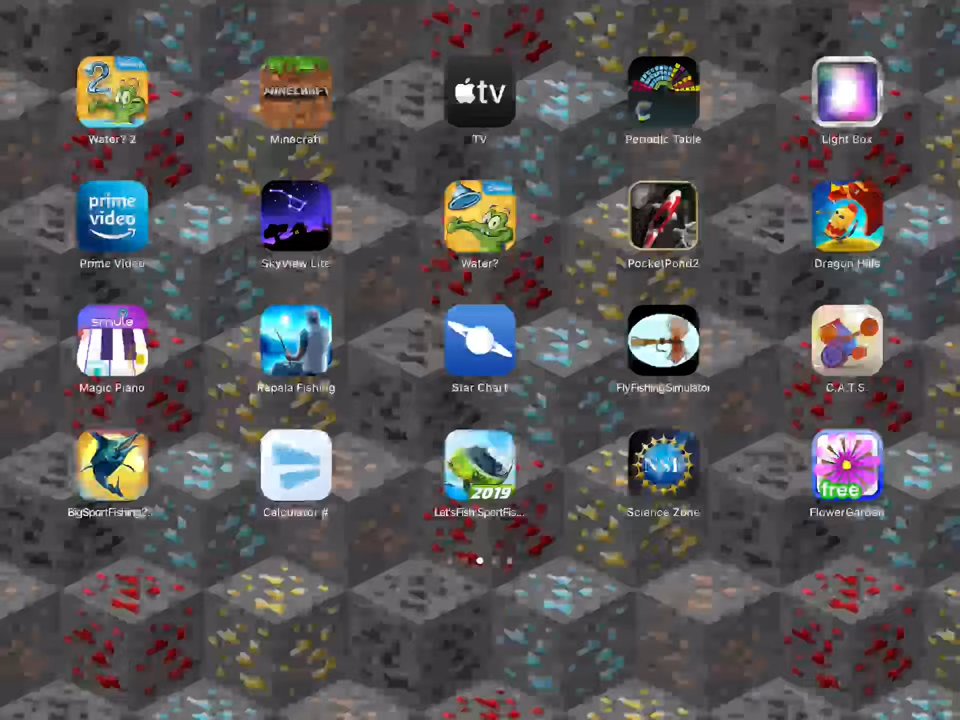 2
Water? 2
MINECRAFT
Minecraft
tv
TV
Periodic Table
Light Box
prime
video
Prime Video
SkyView Lite
Water?
PocketPond2
Dragon Hills
smule
Magic Piano
Rapala Fishing
Star Chart
FlyFishingSimulator
C.A.T.S.
BigSportFishing2...
Calculator #
2019
Let'sFish:SportFis...
NSF
Science Zone
free
FlowerGarden